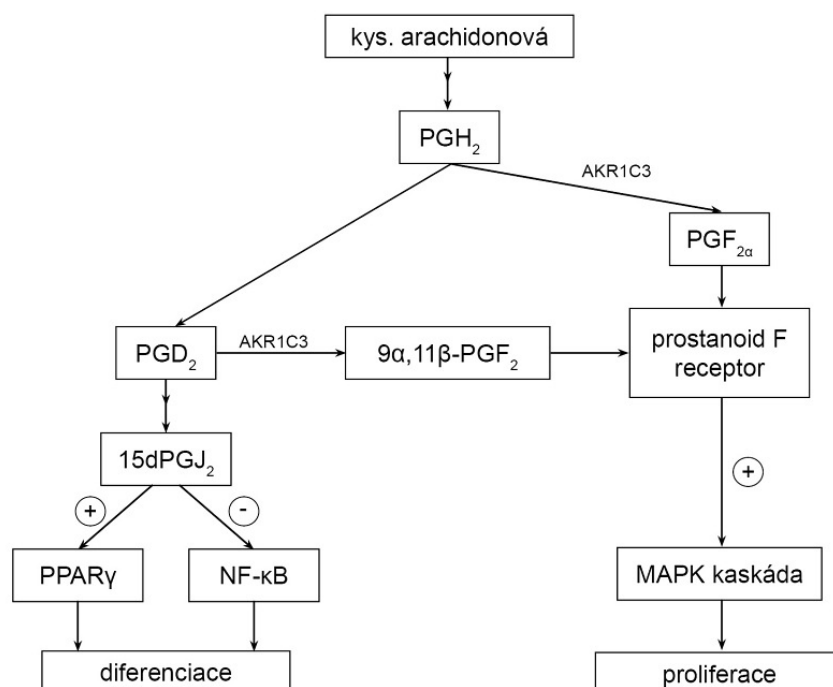 kys. arachidonová
PGH₂
AKR1C3
PGF₂α
PGD₂
AKR1C3
9α,11β-PGF₂
prostanoid F
receptor
15dPGJ₂
+
-
+
PPARγ
NF-κB
MAPK kaskáda
diferenciace
proliferace